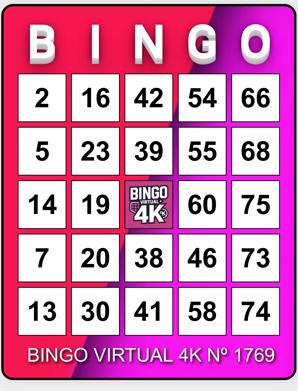 BINGO
2 16 42 54 66
5 23 39 55 68
14 19 BINGO VIRTUAL 4K 60 75
7 20 38 46 73
13 30 41 58 74
BINGO VIRTUAL 4K Nº 1769